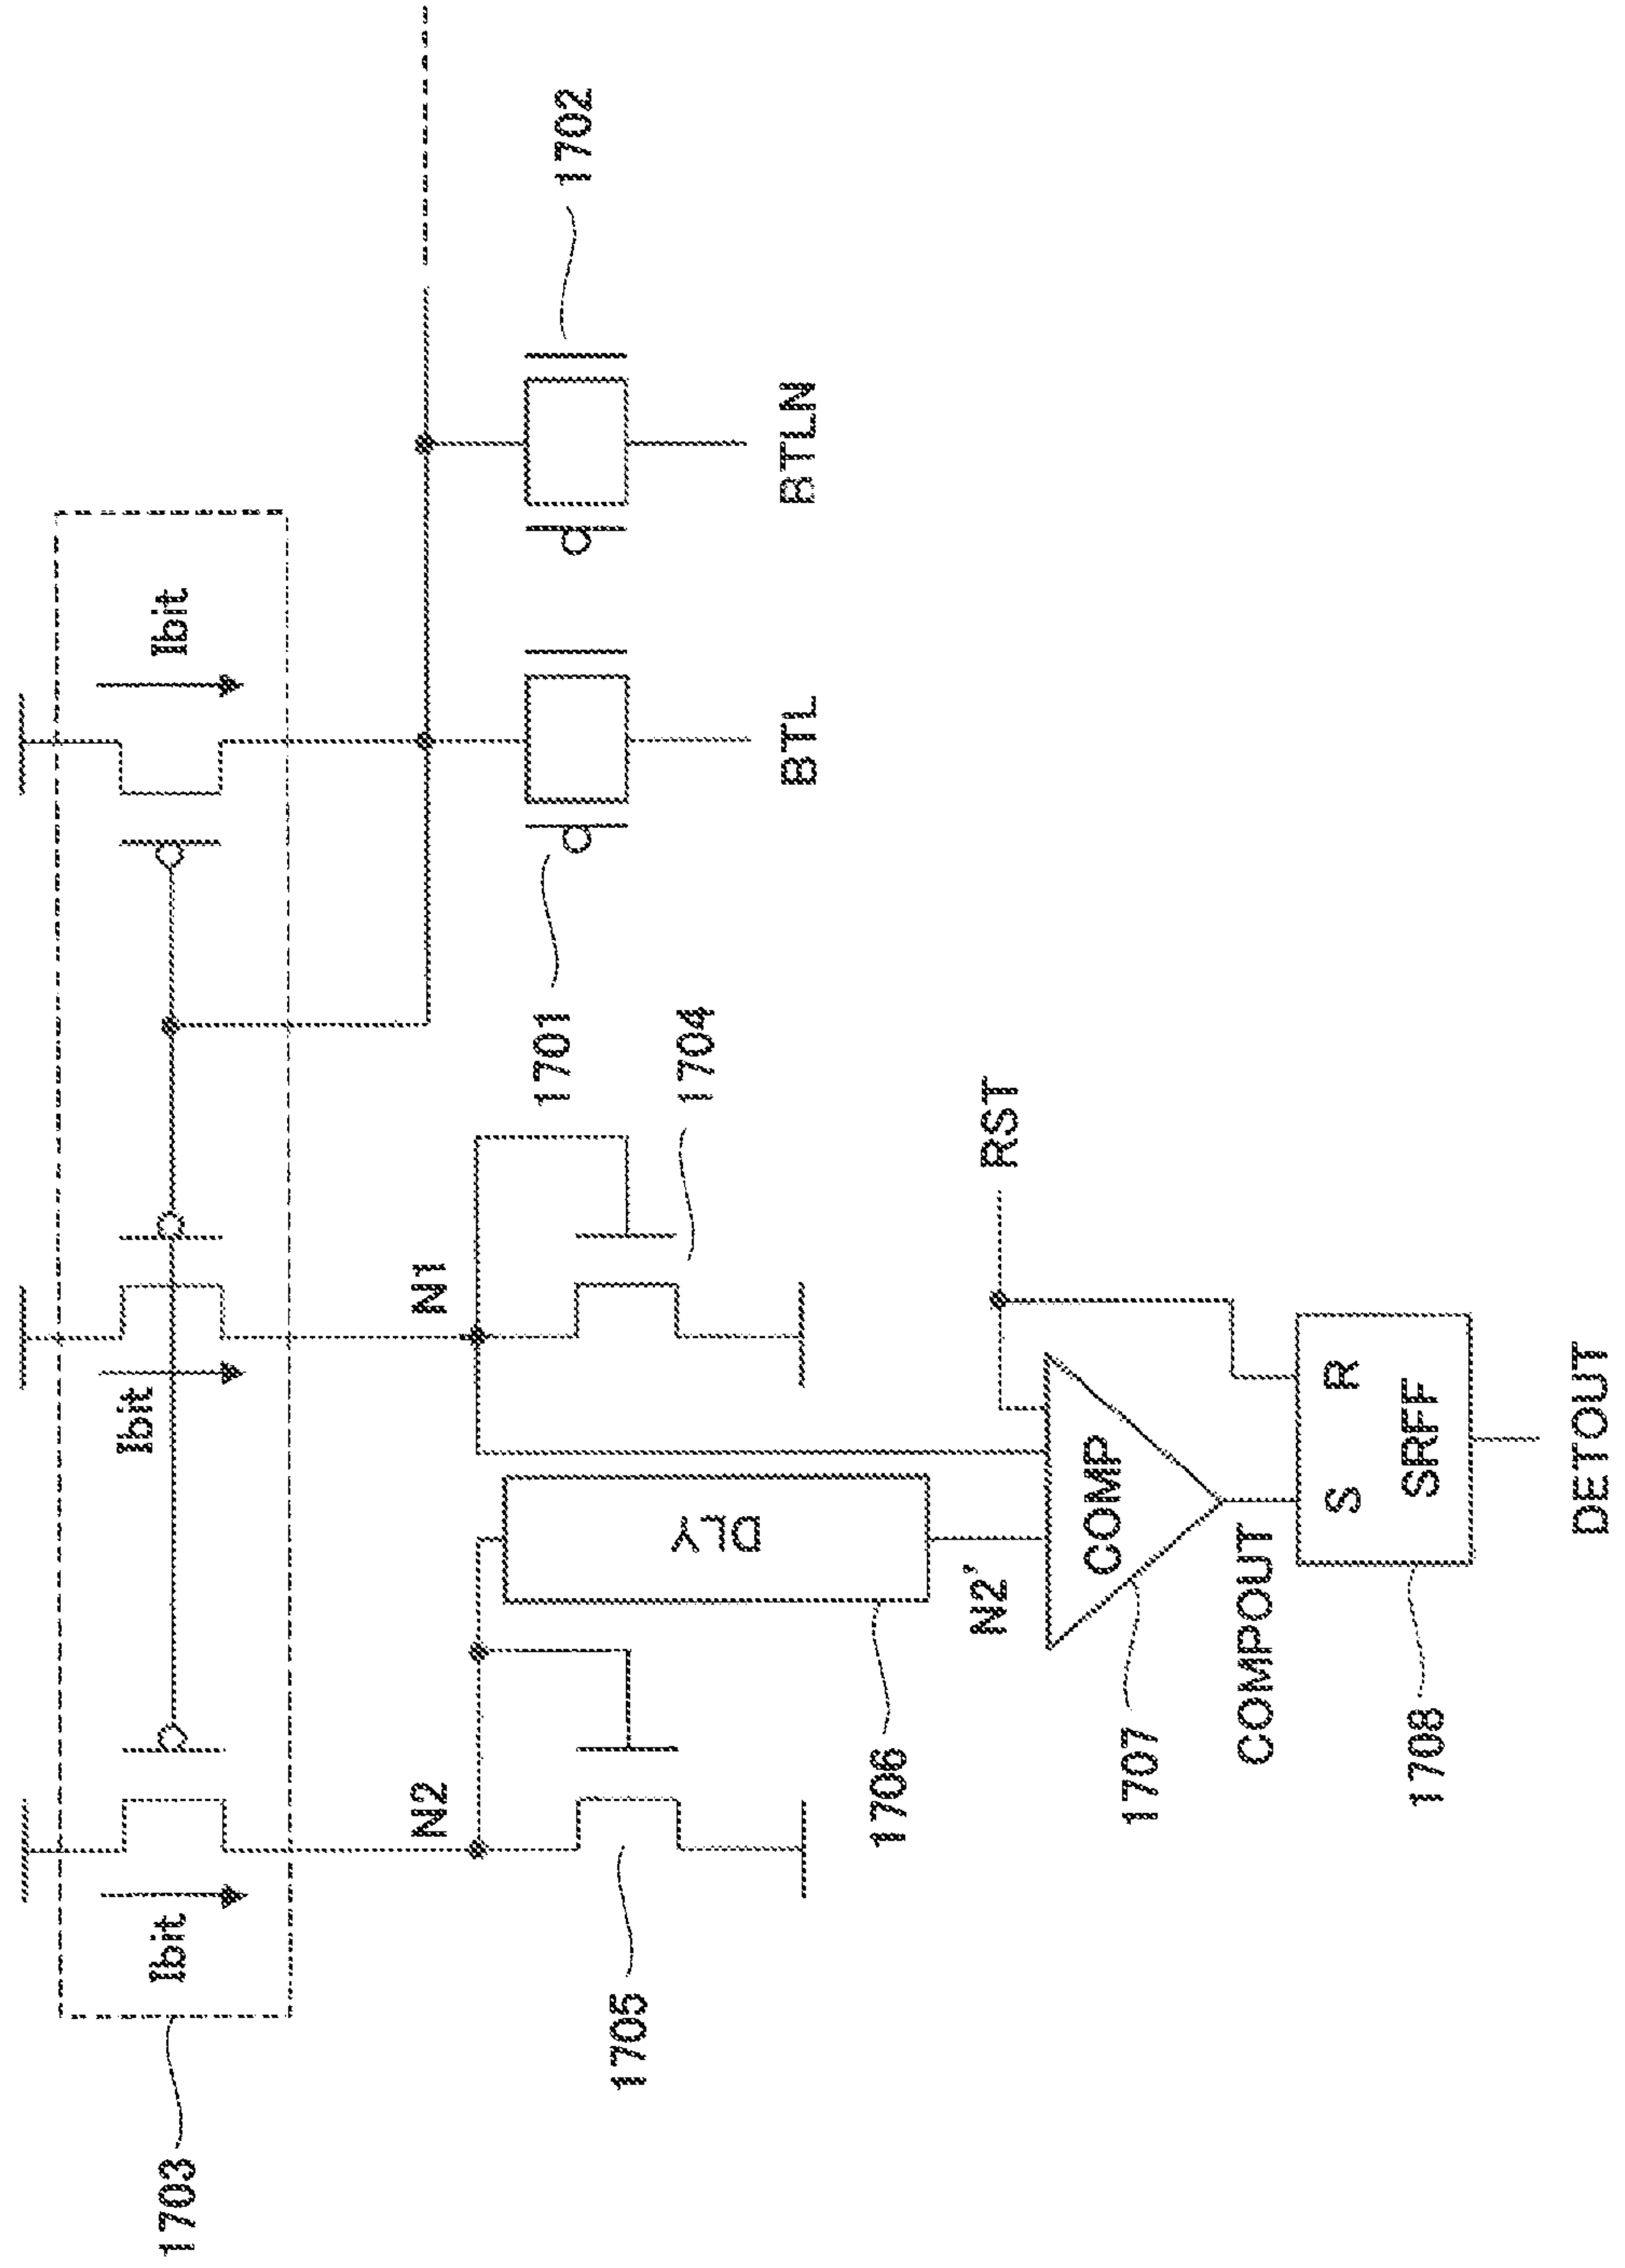 1703
Ibit
Ibit
Ibit
N2
N1
1705
1704
1701
1702
BTL
BTLN
DLY
1706
N2'
RST
COMP
1707
COMPOUT
S
R
SRFF
1708
DETOUT